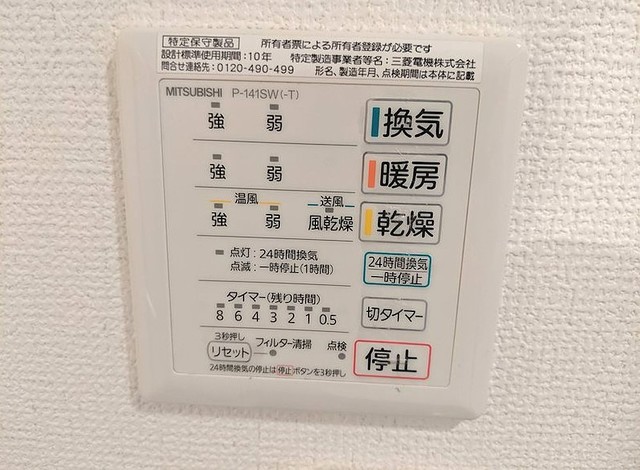 特定保守製品 所有者票による所有者登録が必要です
設計標準使用期間:10年 特定製造事業者等名:三菱電機株式会社
問合せ連絡先:0120-490-499 形名、製造年月、点検期間は本体に記載
MITSUBISHI P-141SW(-T)
強 弱 換気
強 弱 暖房
温風 送風
強 弱 風乾燥 乾燥
点灯:24時間換気
点滅:一時停止(1時間)
24時間換気
一時停止
タイマー(残り時間)
8 6 4 3 2 1 0.5
切タイマー
3秒押し
リセット フィルター清掃 点検
停止
24時間換気の停止は停止ボタンを3秒押し